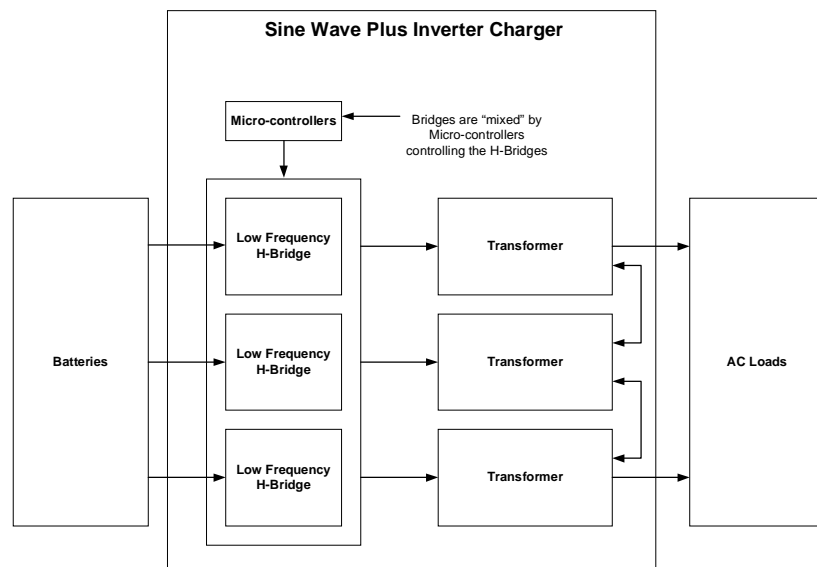 Sine Wave Plus Inverter Charger
Micro-controllers
Bridges are “mixed” by
Micro-controllers
controlling the H-Bridges
Batteries
Low Frequency
H-Bridge
Transformer
Low Frequency
H-Bridge
Transformer
Low Frequency
H-Bridge
Transformer
AC Loads